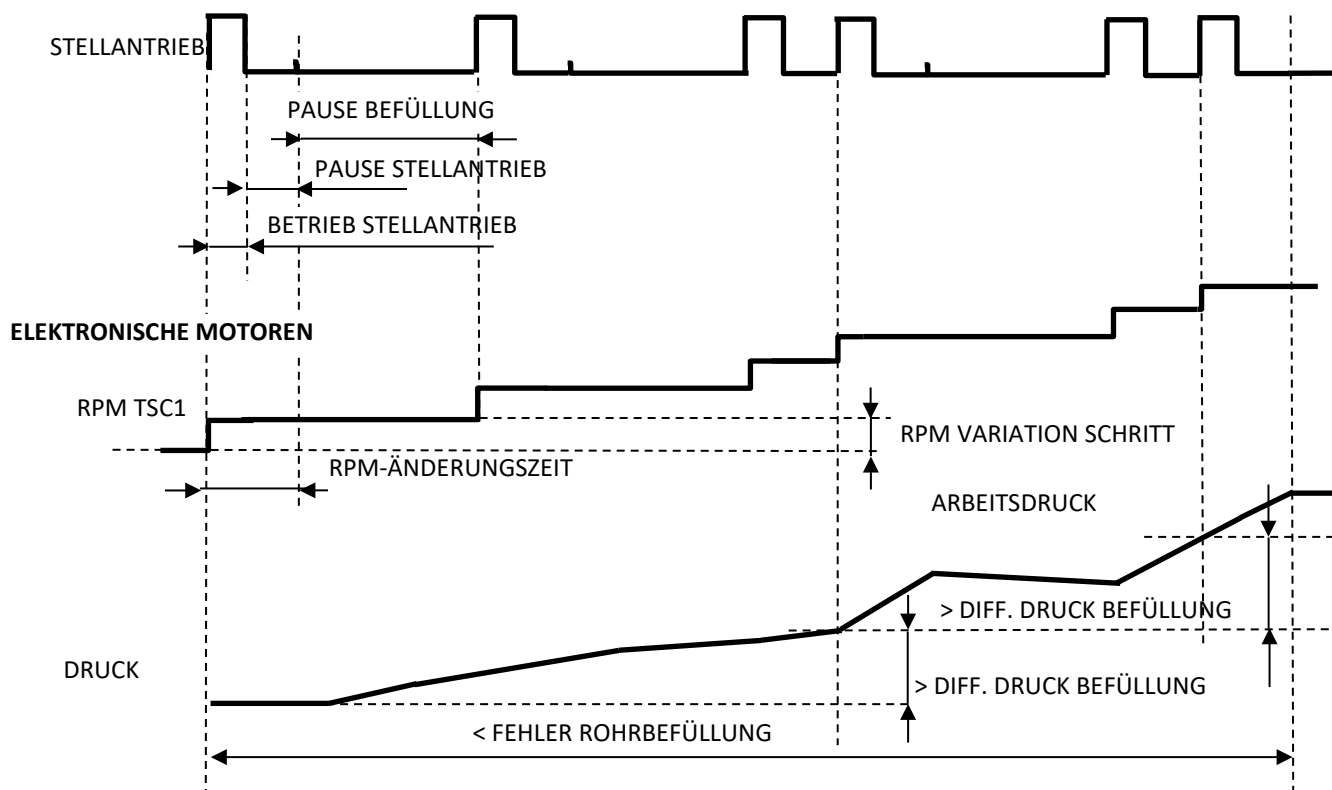 STELLANTRIEB
PAUSE BEFÜLLUNG
PAUSE STELLANTRIEB
BETRIEB STELLANTRIEB
ELEKTRONISCHE MOTOREN
RPM TSC1
RPM VARIATION SCHRITT
RPM-ÄNDERUNGSZEIT
ARBEITSDRUCK
> DIFF. DRUCK BEFÜLLUNG
DRUCK
> DIFF. DRUCK BEFÜLLUNG
< FEHLER ROHRBEFÜLLUNG